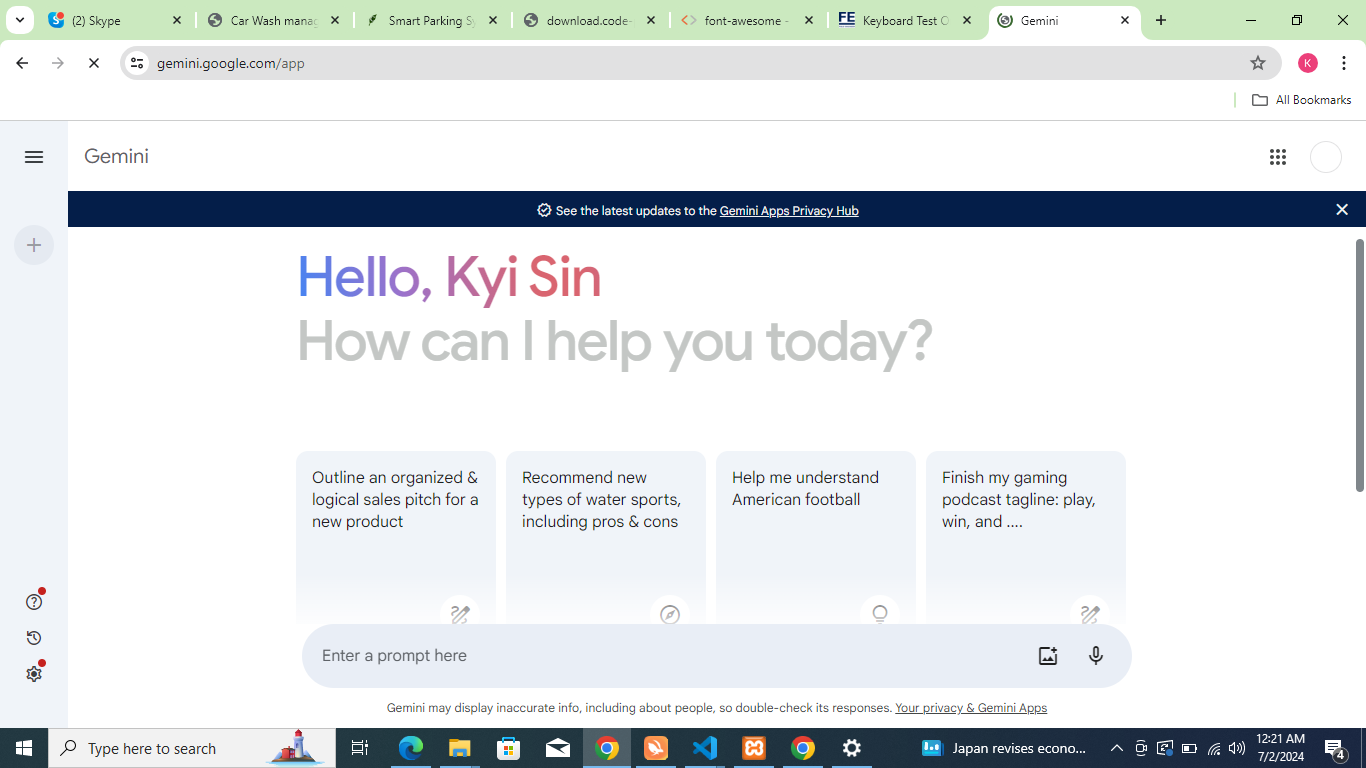 (2) Skype
Car Wash manag
Smart Parking Sy
download.code-
font-awesome -
FE Keyboard Test O
Gemini
gemini.google.com/app
K
All Bookmarks
Gemini
See the latest updates to the Gemini Apps Privacy Hub
Hello, Kyi Sin
How can I help you today?
Outline an organized &
logical sales pitch for a
new product
Recommend new
types of water sports,
including pros & cons
Help me understand
American football
Finish my gaming
podcast tagline: play,
win, and ....
Enter a prompt here
Gemini may display inaccurate info, including about people, so double-check its responses. Your privacy & Gemini Apps
Type here to search
Japan revises econo...
12:21 AM
7/2/2024
4